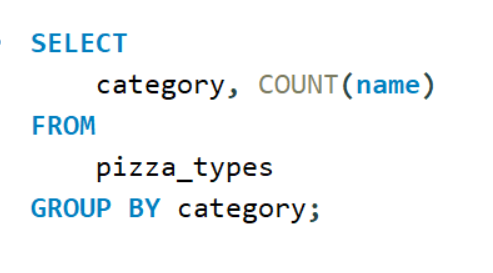 SELECT
category, COUNT(name)
FROM
pizza_types
GROUP BY category;